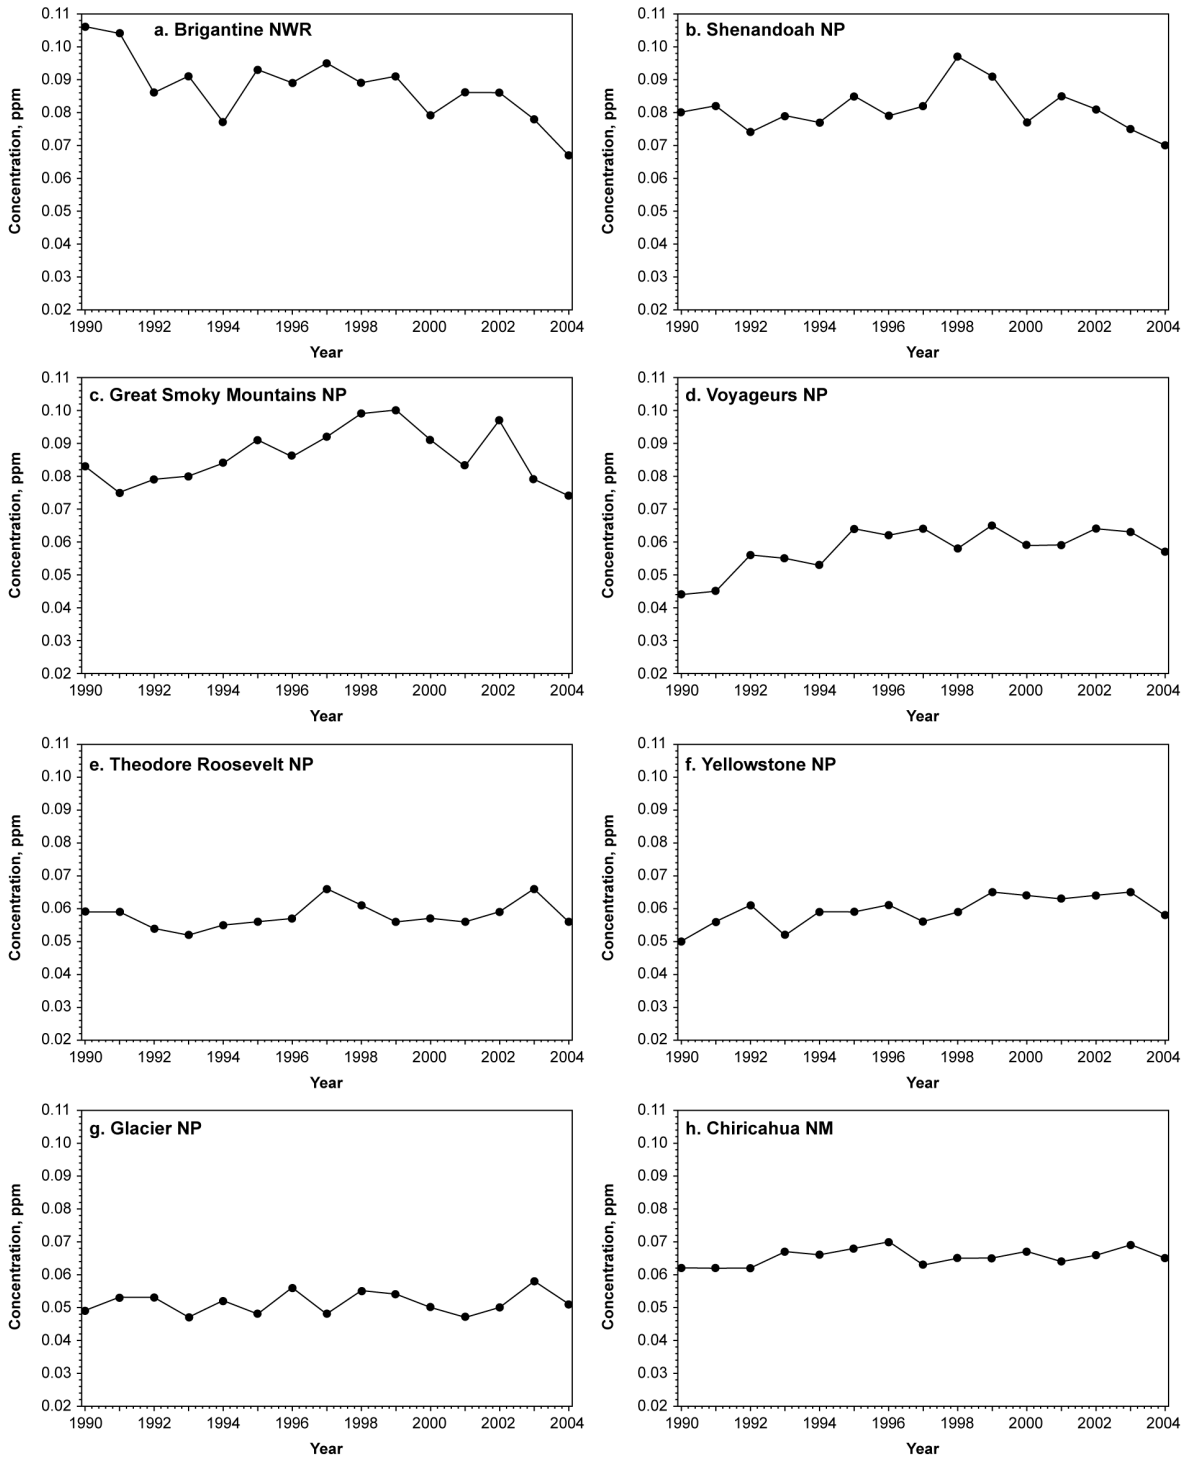 a. Brigantine NWR
Concentration, ppm
0.11
0.10
0.09
0.08
0.07
0.06
0.05
0.04
0.03
0.02
1990 1992 1994 1996 1998 2000 2002 2004
Year
b. Shenandoah NP
Concentration, ppm
0.11
0.10
0.09
0.08
0.07
0.06
0.05
0.04
0.03
0.02
1990 1992 1994 1996 1998 2000 2002 2004
Year
c. Great Smoky Mountains NP
Concentration, ppm
0.11
0.10
0.09
0.08
0.07
0.06
0.05
0.04
0.03
0.02
1990 1992 1994 1996 1998 2000 2002 2004
Year
d. Voyageurs NP
Concentration, ppm
0.11
0.10
0.09
0.08
0.07
0.06
0.05
0.04
0.03
0.02
1990 1992 1994 1996 1998 2000 2002 2004
Year
e. Theodore Roosevelt NP
Concentration, ppm
0.11
0.10
0.09
0.08
0.07
0.06
0.05
0.04
0.03
0.02
1990 1992 1994 1996 1998 2000 2002 2004
Year
f. Yellowstone NP
Concentration, ppm
0.11
0.10
0.09
0.08
0.07
0.06
0.05
0.04
0.03
0.02
1990 1992 1994 1996 1998 2000 2002 2004
Year
g. Glacier NP
Concentration, ppm
0.11
0.10
0.09
0.08
0.07
0.06
0.05
0.04
0.03
0.02
1990 1992 1994 1996 1998 2000 2002 2004
Year
h. Chiricahua NM
Concentration, ppm
0.11
0.10
0.09
0.08
0.07
0.06
0.05
0.04
0.03
0.02
1990 1992 1994 1996 1998 2000 2002 2004
Year